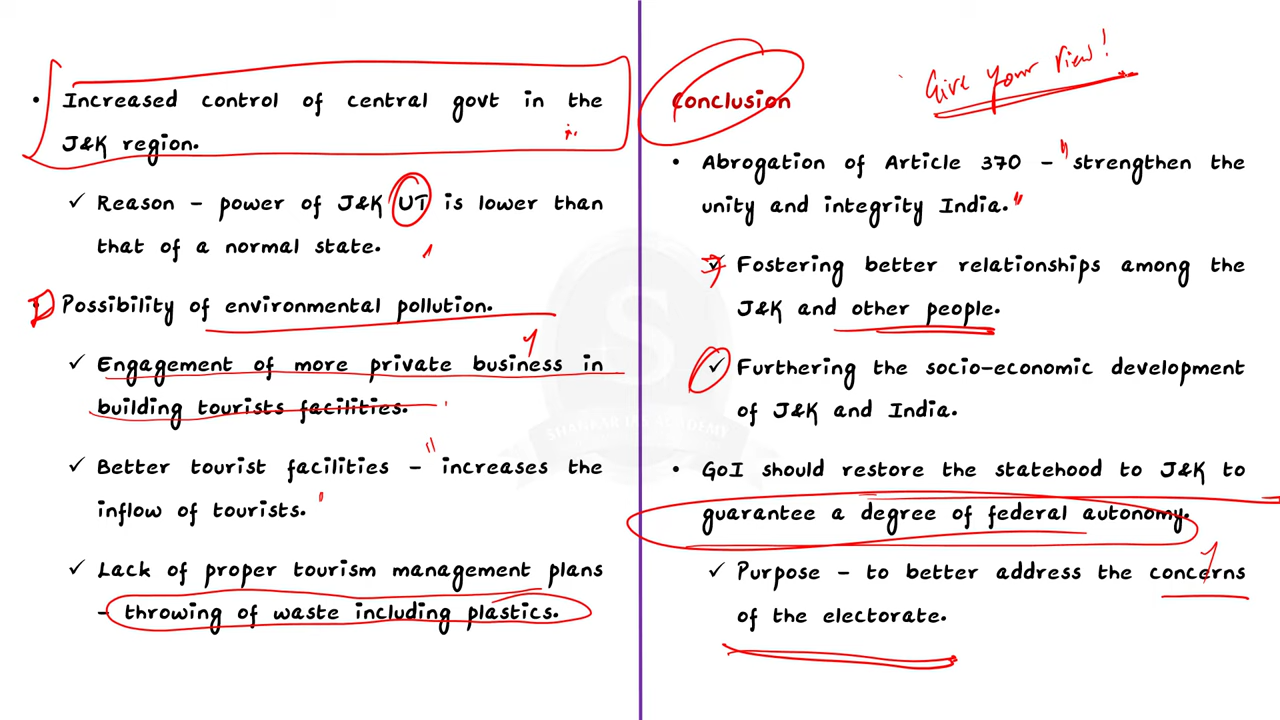 • Increased control of central govt in the
J&K region.
✓ Reason - power of J&K UT is lower than
that of a normal state.
Possibility of environmental pollution.
✓ Engagement of more private business in
building tourists facilities.
✓ Better tourist facilities - increases the
inflow of tourists.
✓ Lack of proper tourism management plans
- throwing of waste including plastics.
Give your view!
Conclusion
• Abrogation of Article 370 - "strengthen the
unity and integrity India."
✓ Fostering better relationships among the
J&K and other people.
✓ Furthering the socio-economic development
of J&K and India.
• GoI should restore the statehood to J&K to
guarantee a degree of federal autonomy.
✓ Purpose - to better address the concerns
of the electorate.
SHANKAR IAS ACADEMY